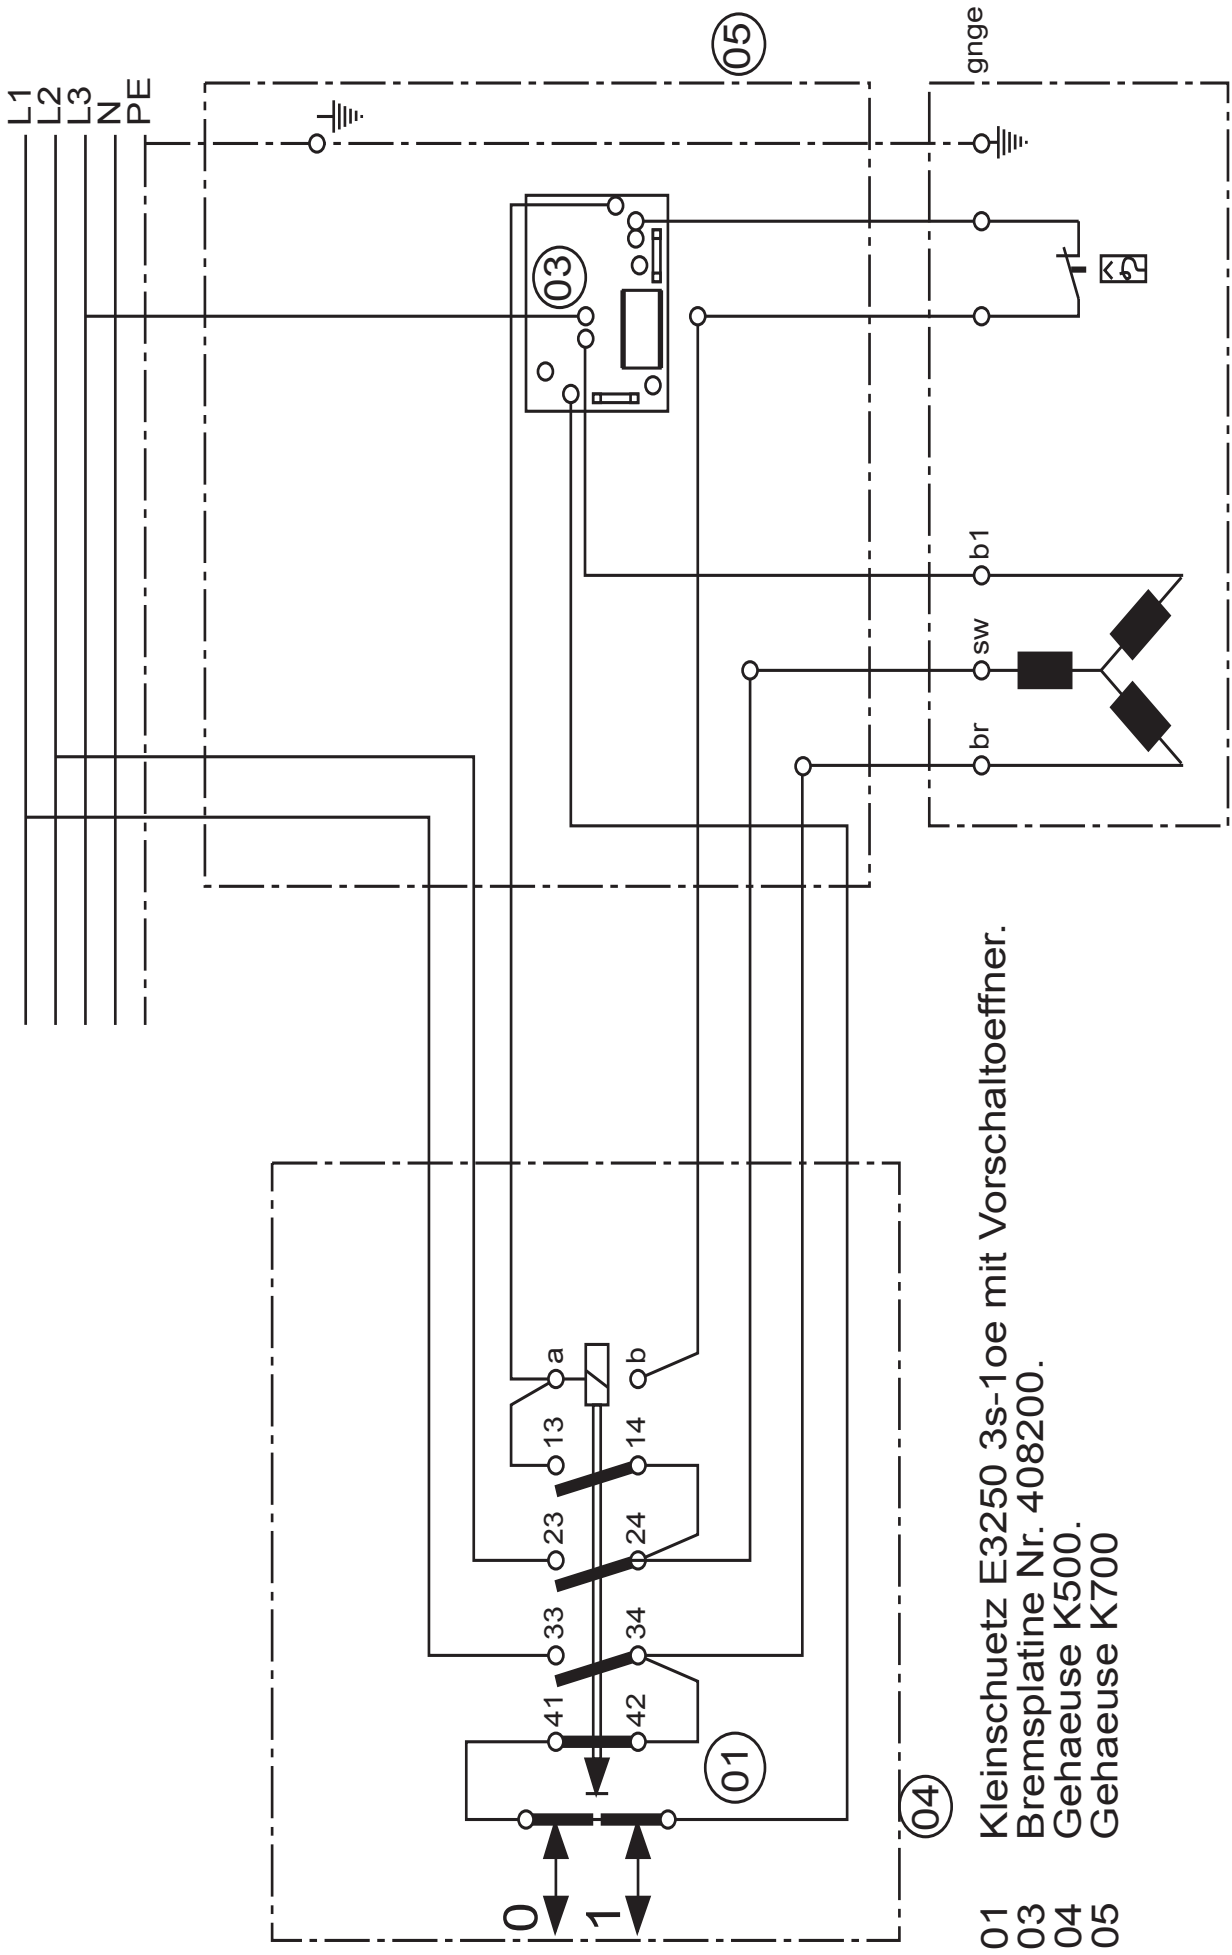 L1
L2
L3
N
PE
05
gnge
03
b1
sw
br
a
b
13
14
23
24
33
34
41
42
01
04
0
1
01 Kleinschuetz E3250 3s-1oe mit Vorschaltoeffner.
03 Bremsplatine Nr. 408200.
04 Gehaeuse K500.
05 Gehaeuse K700